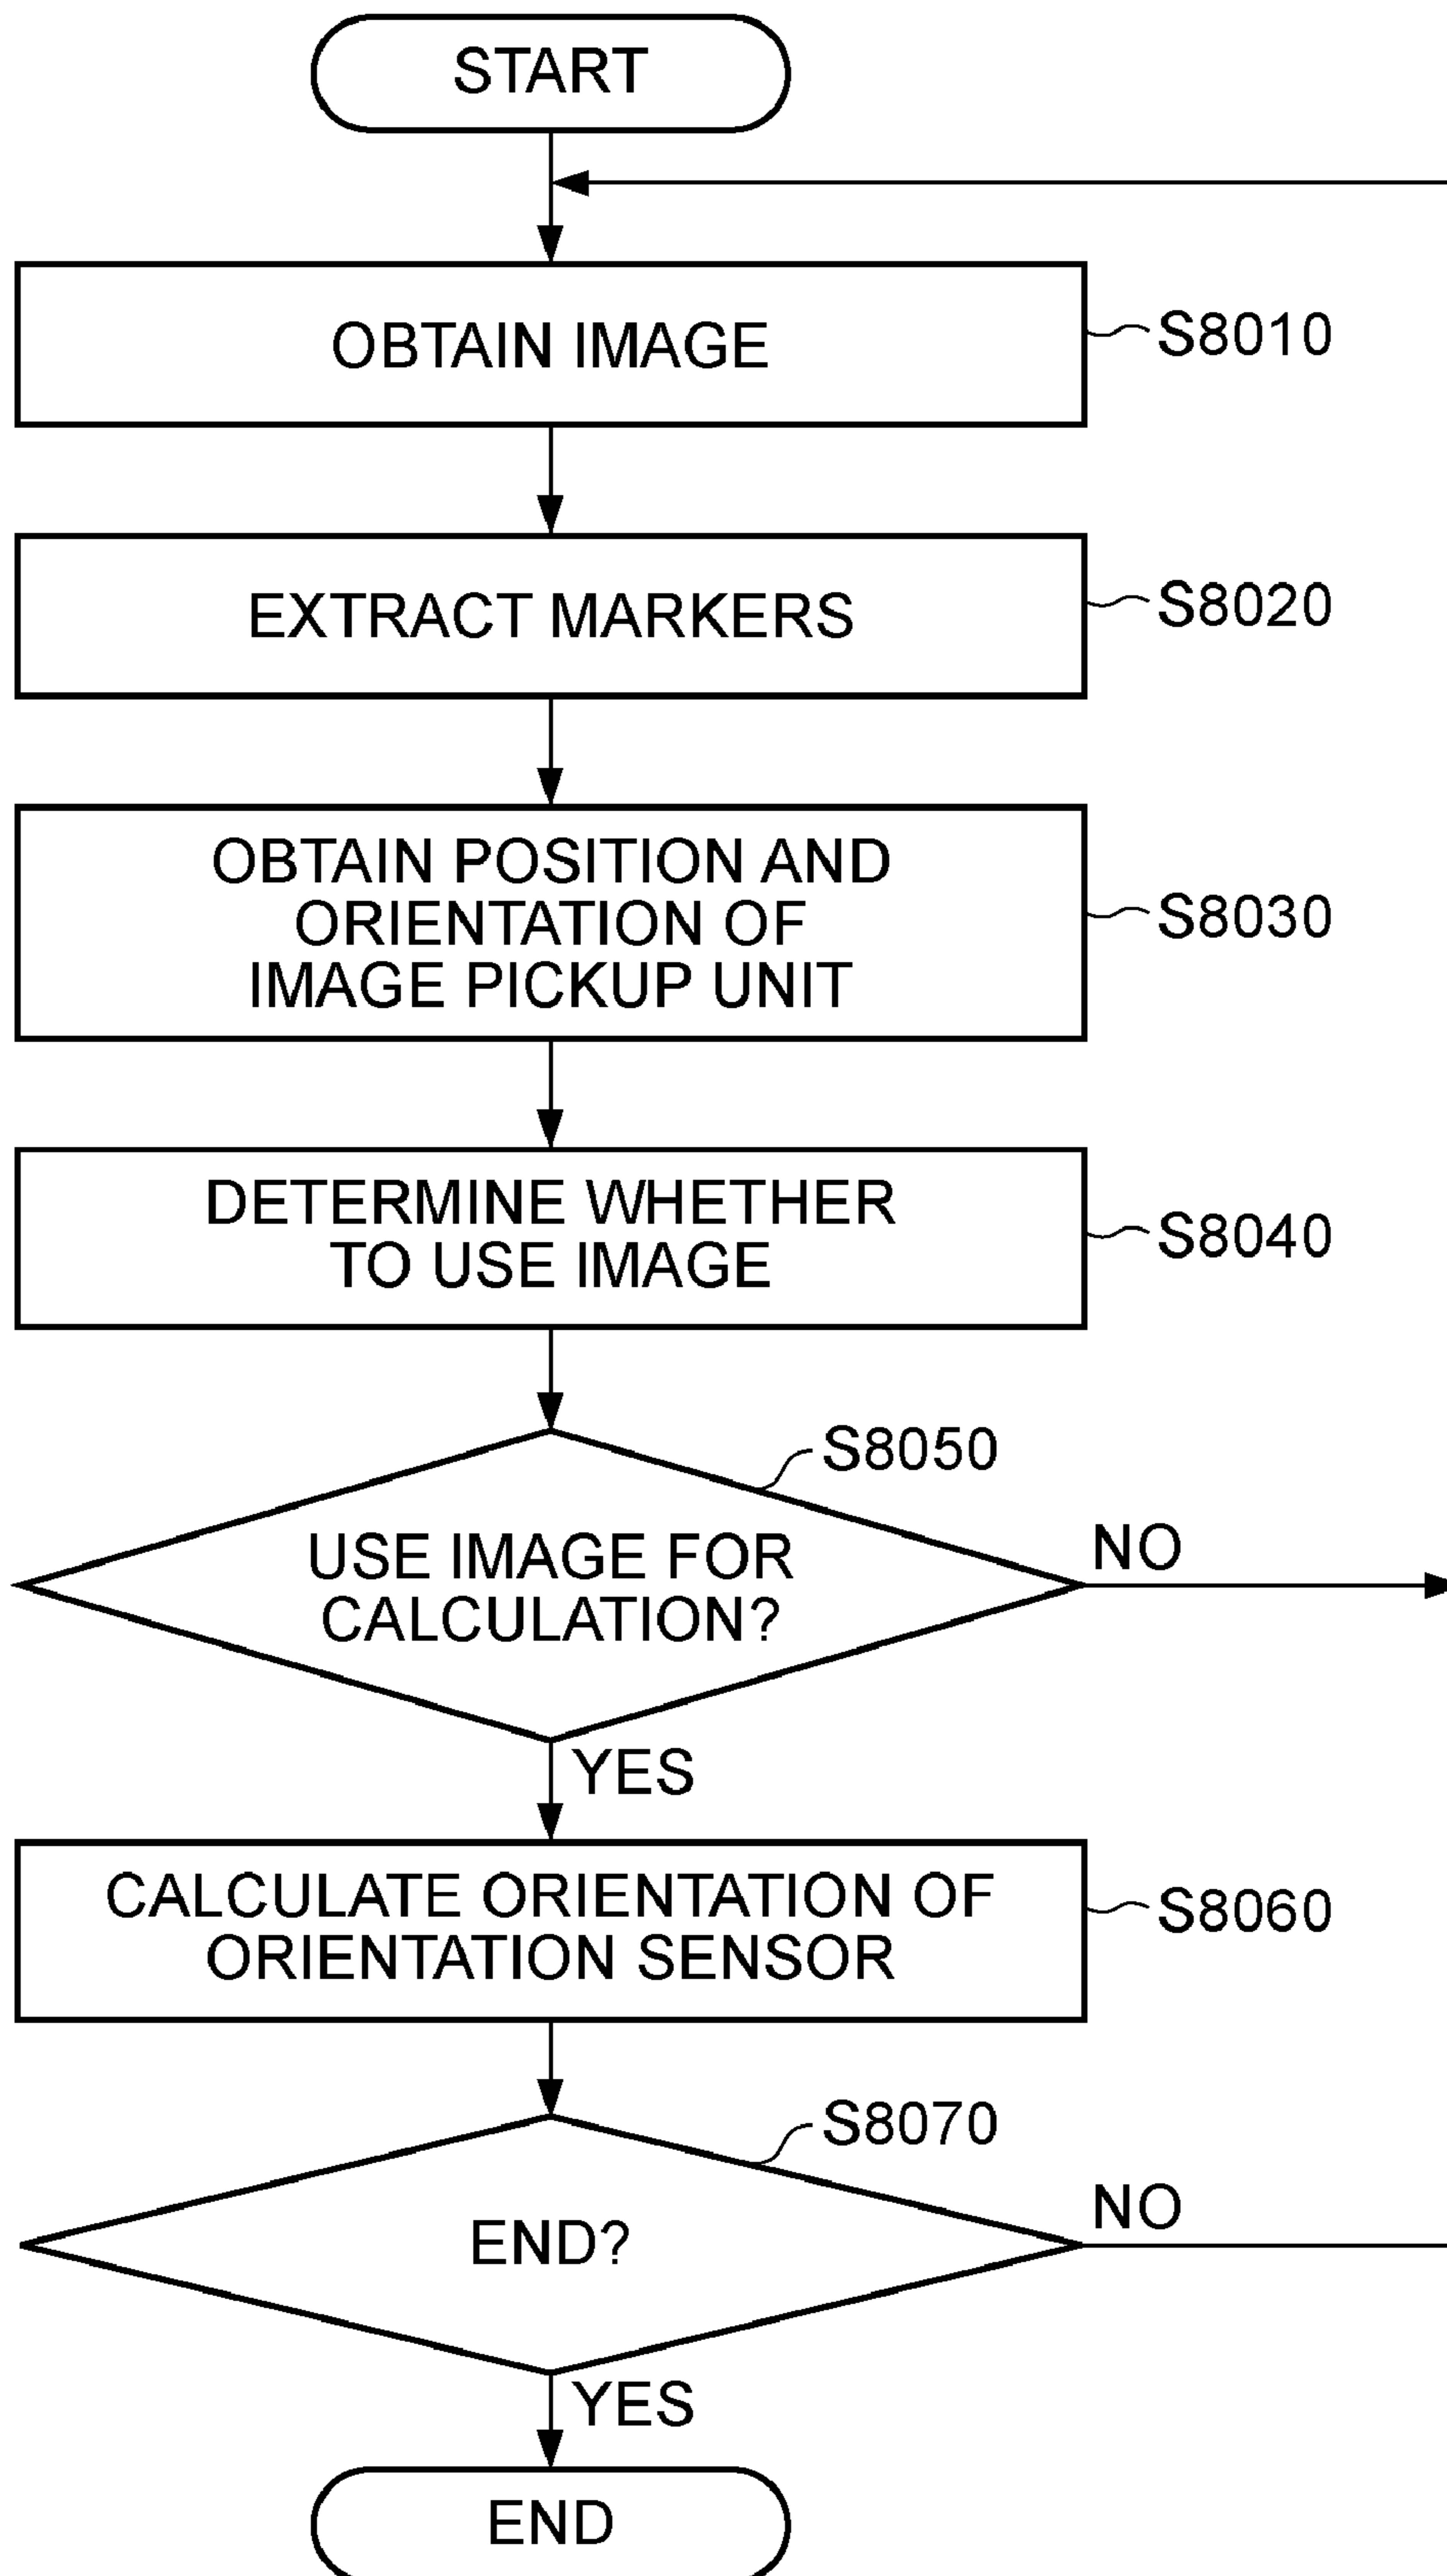 START
OBTAIN IMAGE
S8010
EXTRACT MARKERS
S8020
OBTAIN POSITION AND
ORIENTATION OF
IMAGE PICKUP UNIT
S8030
DETERMINE WHETHER
TO USE IMAGE
S8040
S8050
USE IMAGE FOR
CALCULATION?
NO
YES
CALCULATE ORIENTATION OF
ORIENTATION SENSOR
S8060
S8070
END?
NO
YES
END